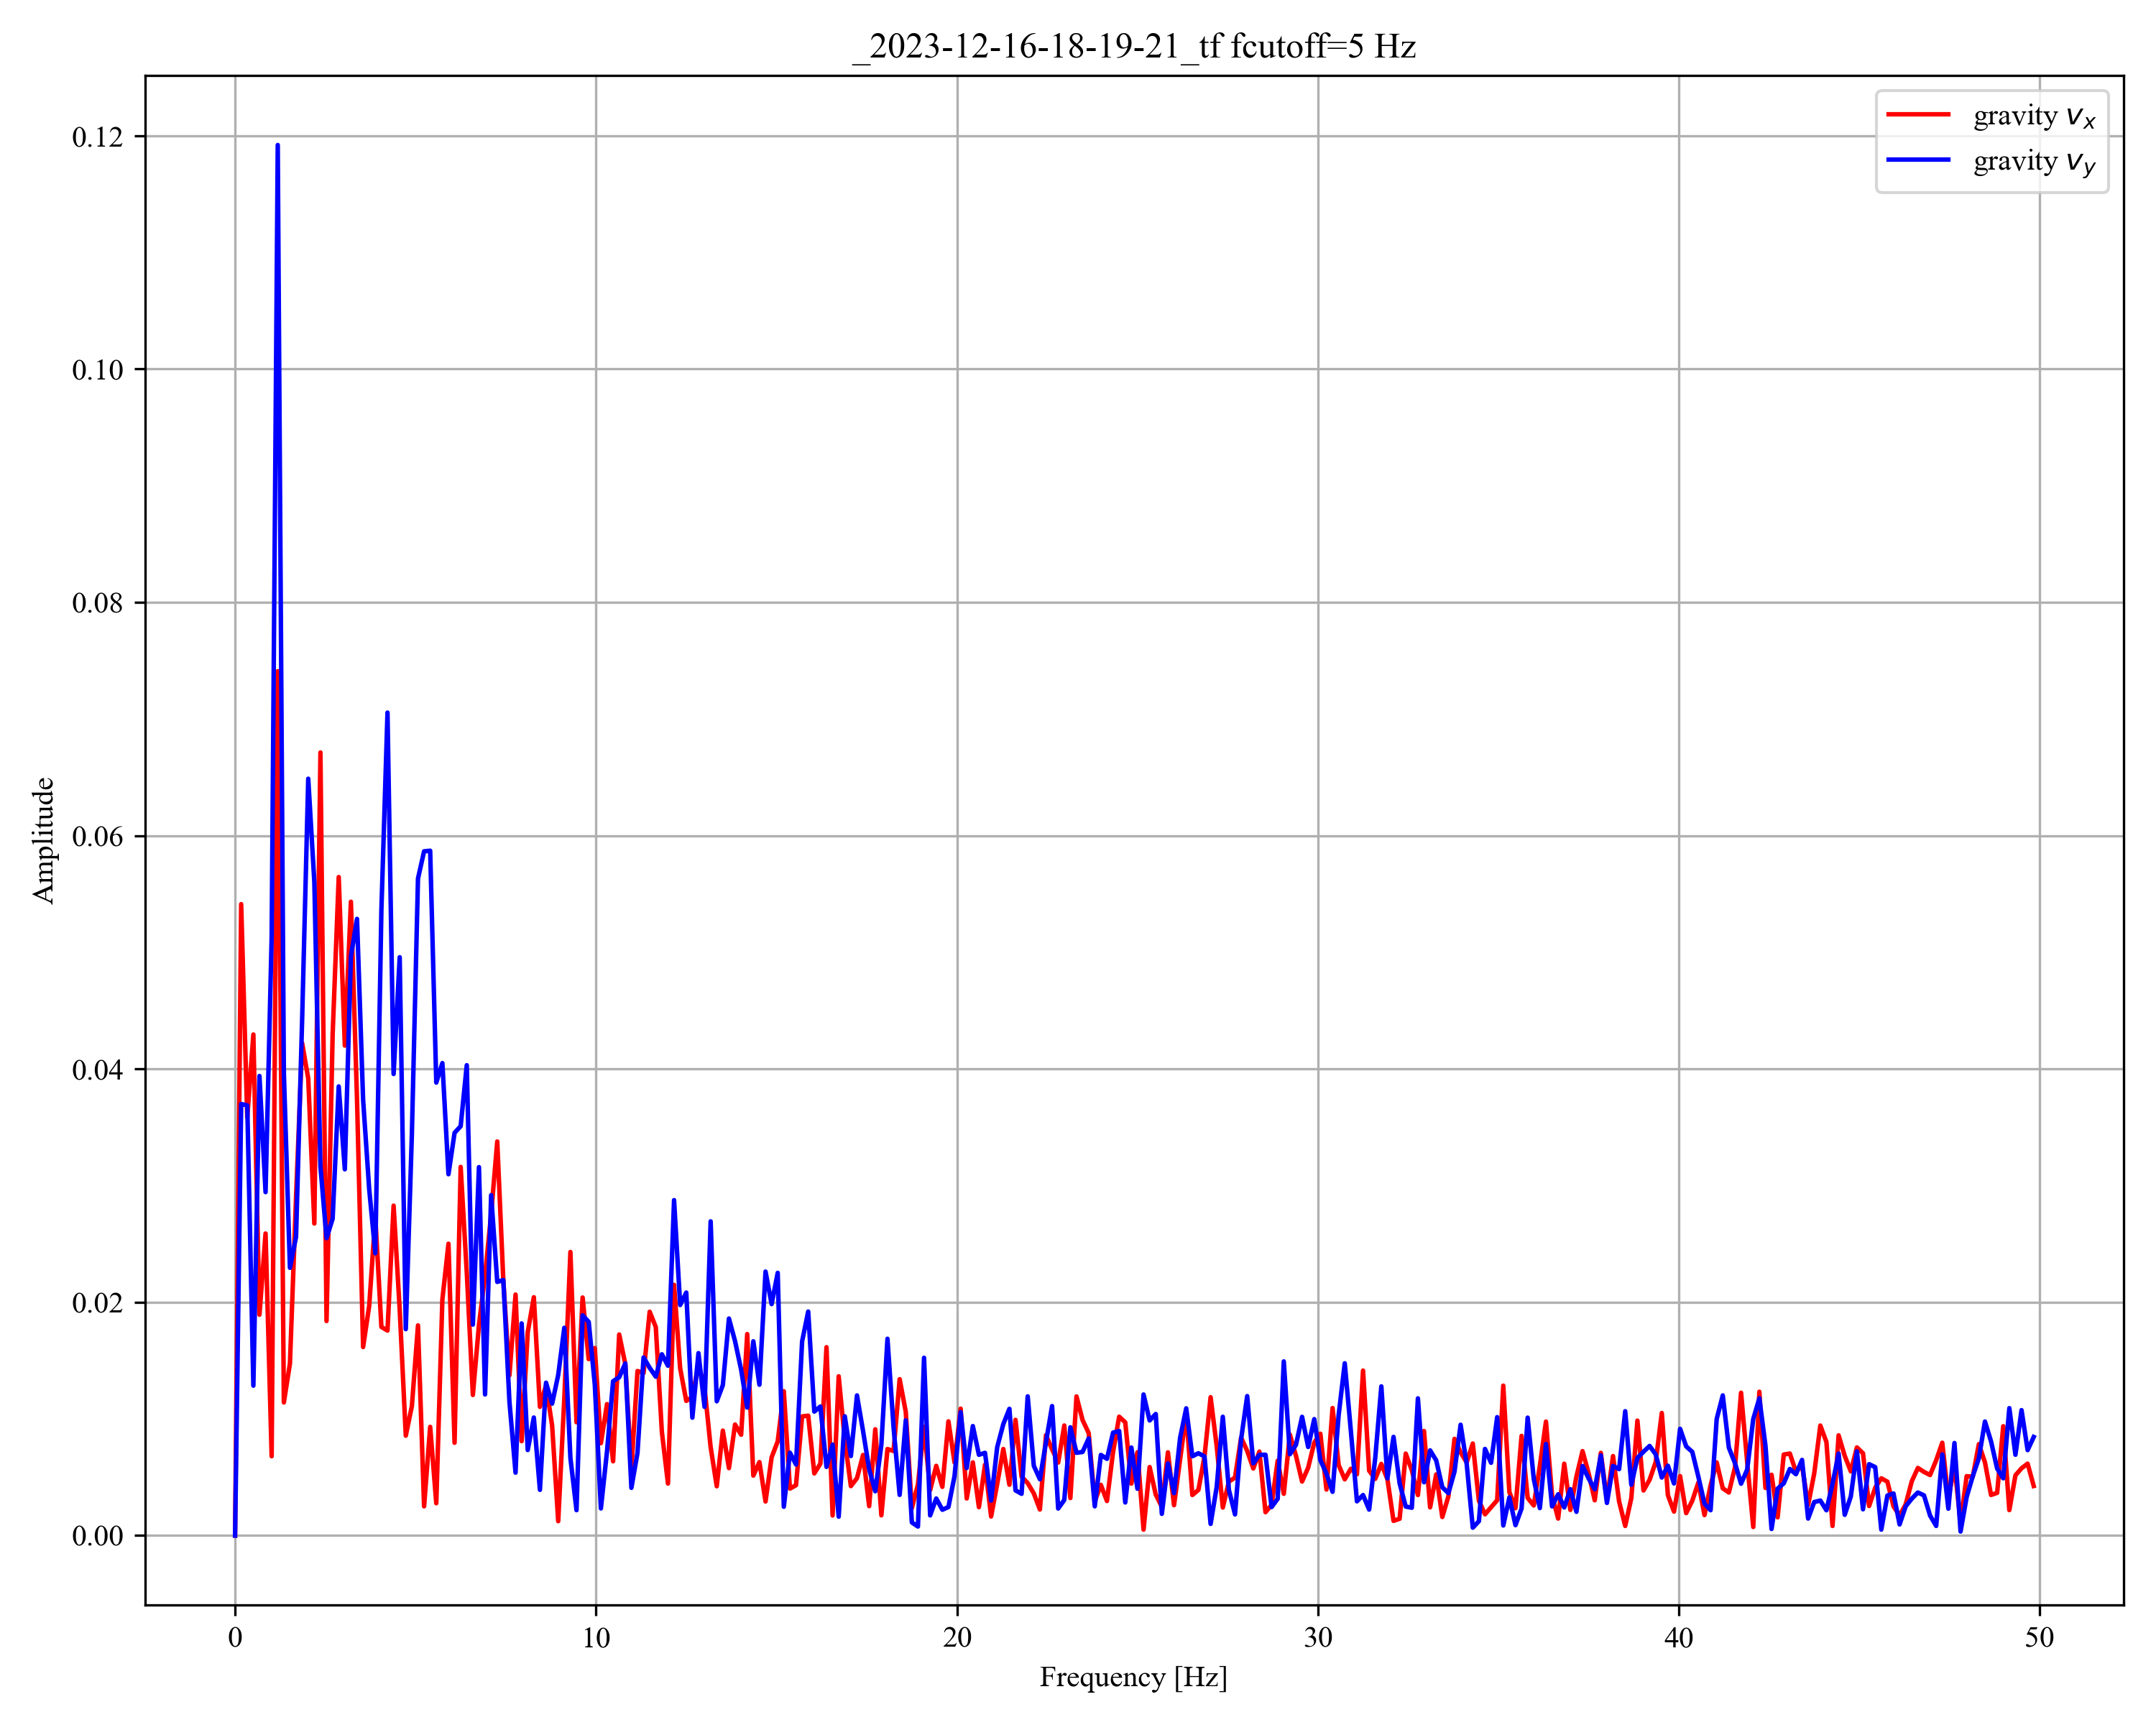 _2023-12-16-18-19-21_tf fcutoff=5 Hz
gravity vₓ
gravity v_y
0.12
0.10
0.08
0.06
0.04
0.02
0.00
Amplitude
0 10 20 30 40 50
Frequency [Hz]